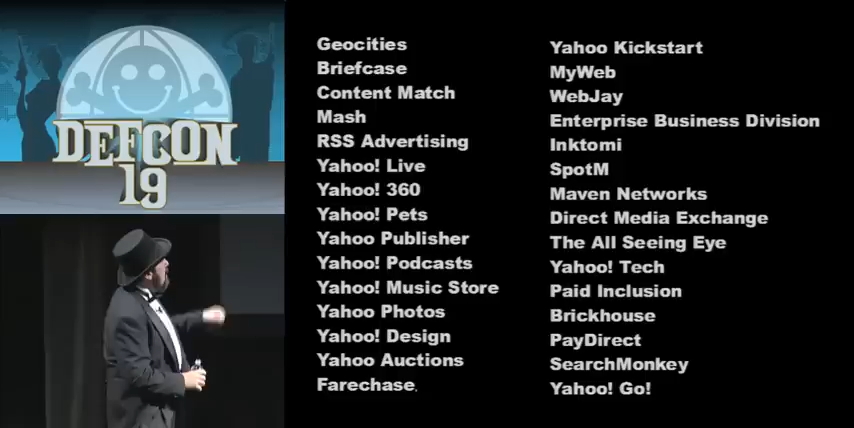 DEFCON
19
Geocities
Briefcase
Content Match
Mash
RSS Advertising
Yahoo! Live
Yahoo! 360
Yahoo! Pets
Yahoo Publisher
Yahoo! Podcasts
Yahoo! Music Store
Yahoo Photos
Yahoo! Design
Yahoo Auctions
Farechase.
Yahoo Kickstart
MyWeb
WebJay
Enterprise Business Division
Inktomi
SpotM
Maven Networks
Direct Media Exchange
The All Seeing Eye
Yahoo! Tech
Paid Inclusion
Brickhouse
PayDirect
SearchMonkey
Yahoo! Go!